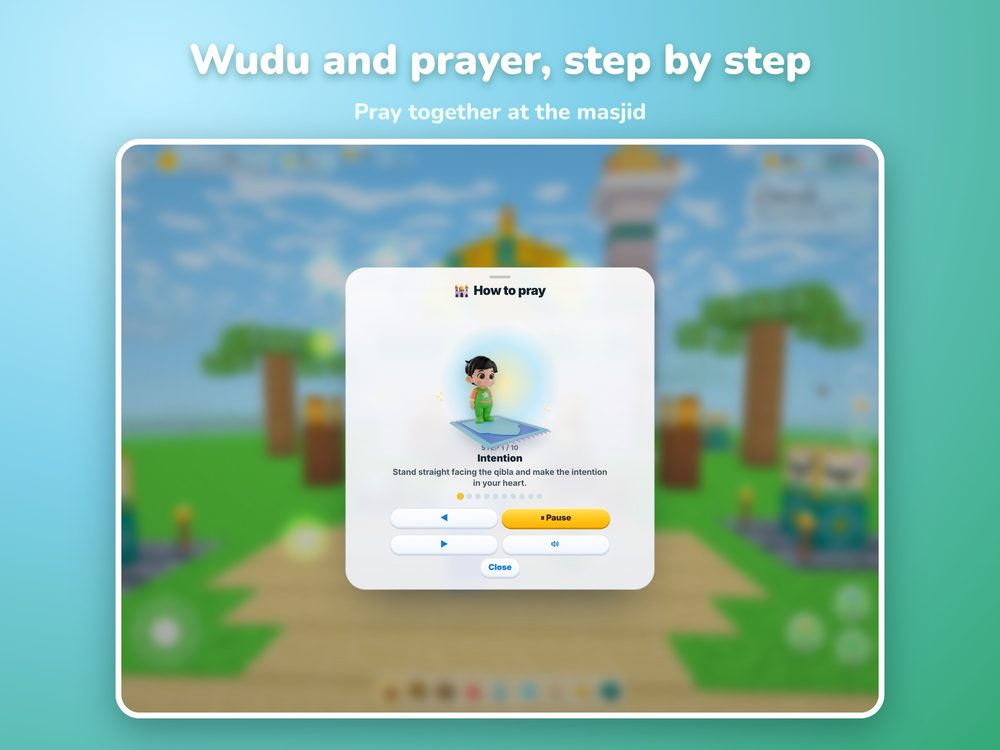 Wudu and prayer, step by step
Pray together at the masjid
How to pray
/ 10
Intention
Stand straight facing the qibla and make the intention
in your heart.
Pause
Close